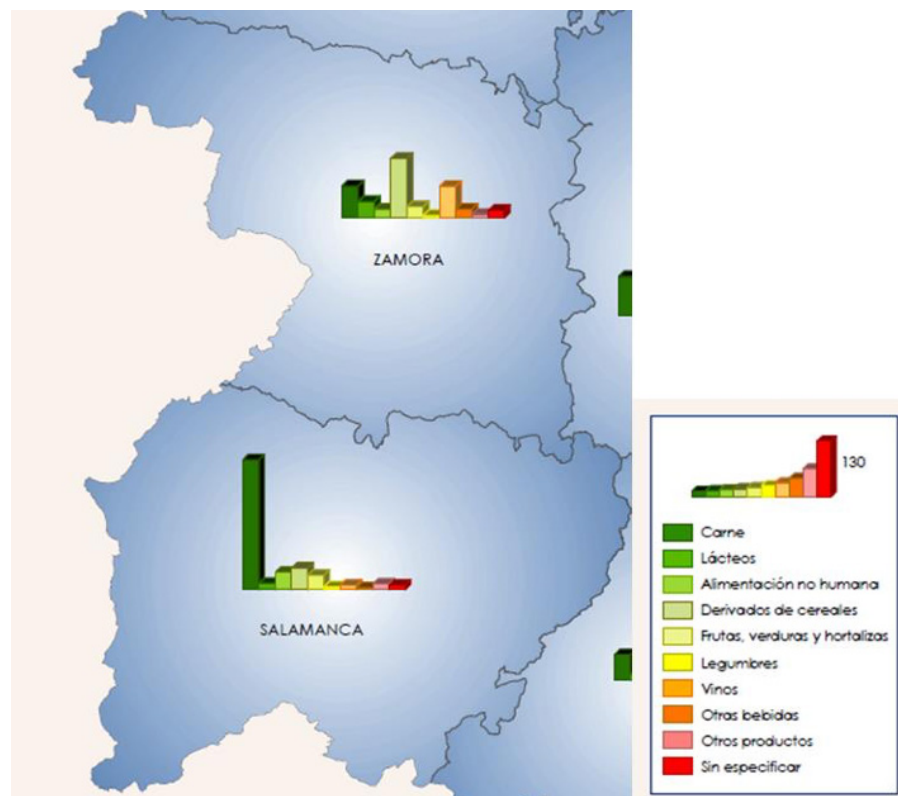 ZAMORA
SALAMANCA
130
Carne
Lácteos
Alimentación no humana
Derivados de cereales
Frutas, verduras y hortalizas
Legumbres
Vinos
Otras bebidas
Otros productos
Sin especificar